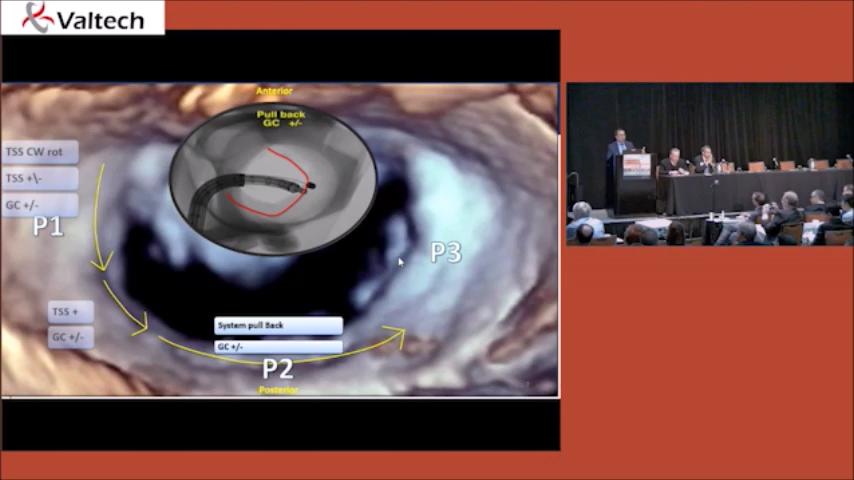 Valtech
Anterior
Pull back
GC +/-
TSS CW rot
TSS +\-
GC +/-
P1
P3
TSS +
GC +/-
System pull Back
GC +/-
P2
Posterior